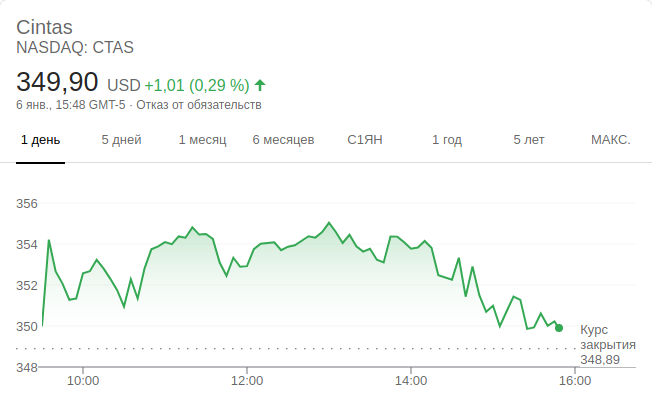 Cintas
NASDAQ: CTAS
349,90 USD +1,01 (0,29 %)
6 янв., 15:48 GMT-5 · Отказ от обязательств
1 день 5 дней 1 месяц 6 месяцев С1ЯН 1 год 5 лет МАКС.
356
354
352
350
348
Курс
закрытия
348,89
10:00 12:00 14:00 16:00